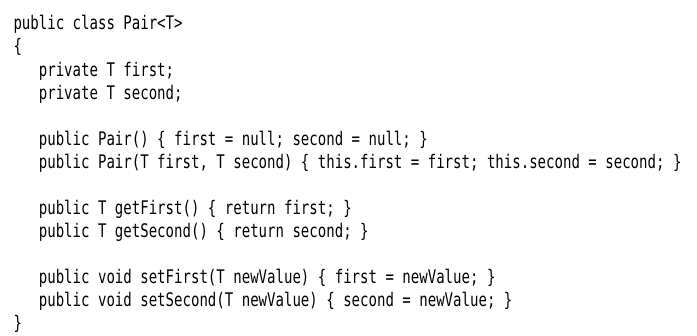 public class Pair<T>
{
   private T first;
   private T second;

   public Pair() { first = null; second = null; }
   public Pair(T first, T second) { this.first = first; this.second = second; }

   public T getFirst() { return first; }
   public T getSecond() { return second; }

   public void setFirst(T newValue) { first = newValue; }
   public void setSecond(T newValue) { second = newValue; }
}